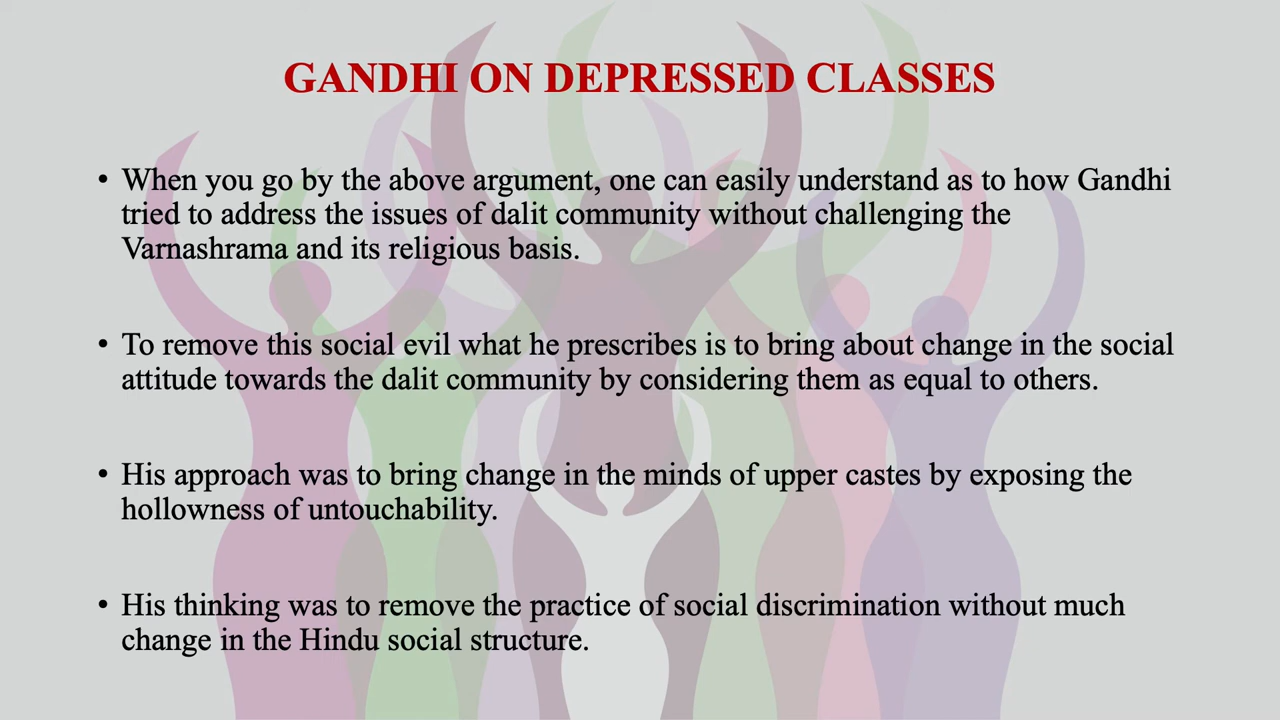 GANDHI ON DEPRESSED CLASSES
• When you go by the above argument, one can easily understand as to how Gandhi
tried to address the issues of dalit community without challenging the
Varnashrama and its religious basis.
• To remove this social evil what he prescribes is to bring about change in the social
attitude towards the dalit community by considering them as equal to others.
• His approach was to bring change in the minds of upper castes by exposing the
hollowness of untouchability.
• His thinking was to remove the practice of social discrimination without much
change in the Hindu social structure.